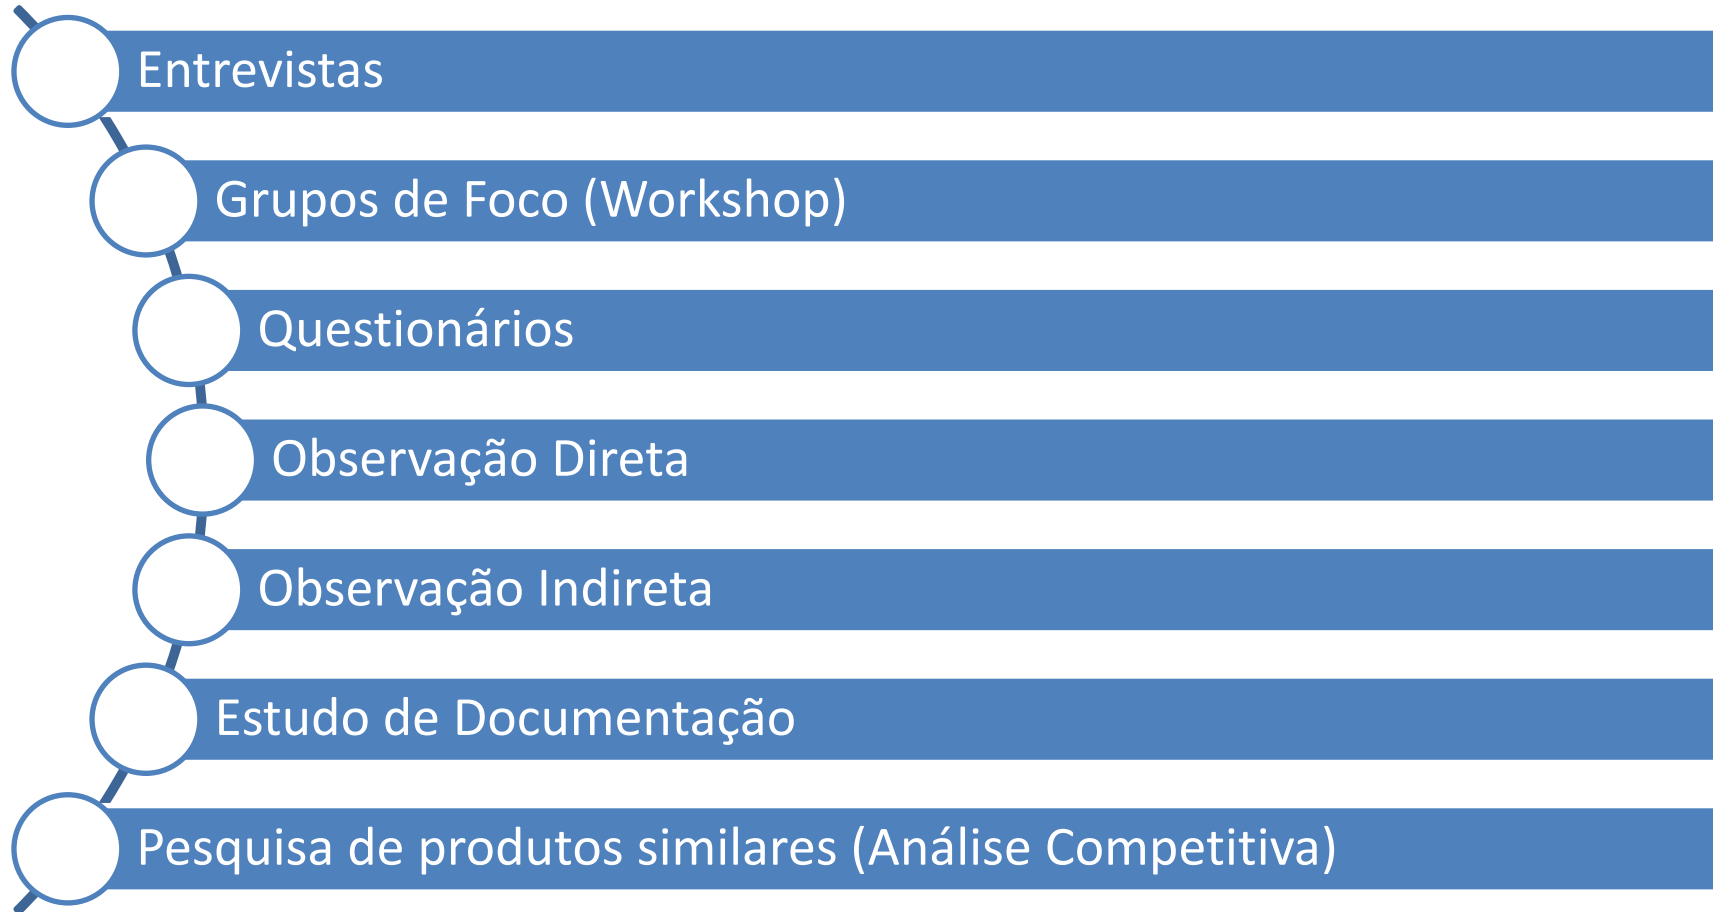 Entrevistas
Grupos de Foco (Workshop)
Questionários
Observação Direta
Observação Indireta
Estudo de Documentação
Pesquisa de produtos similares (Análise Competitiva)